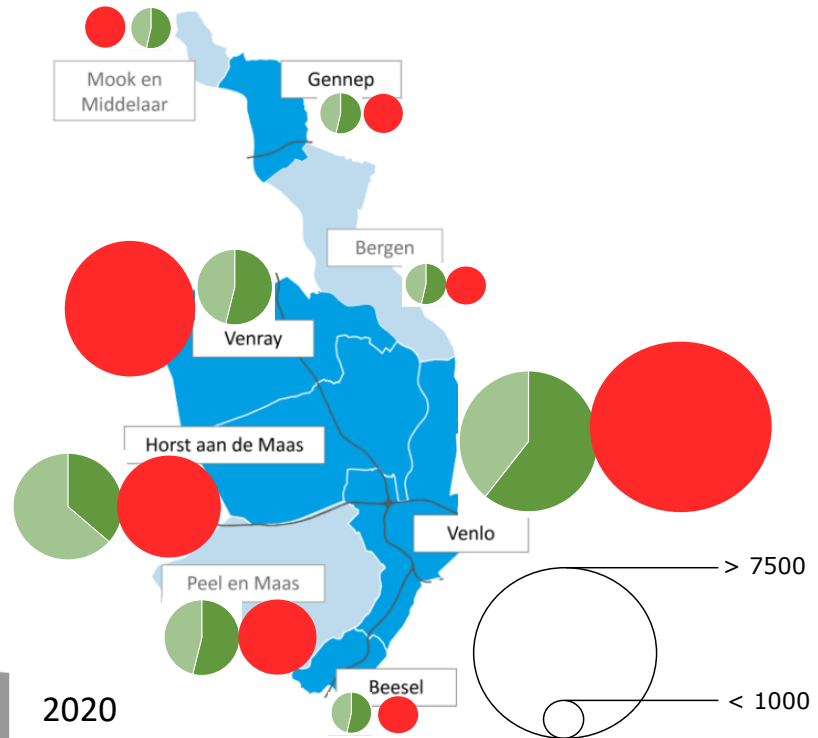 Mook en
Middelaar
Gennep
Bergen
Venray
Horst aan de Maas
Venlo
> 7500
Peel en Maas
Beesel
< 1000
2020